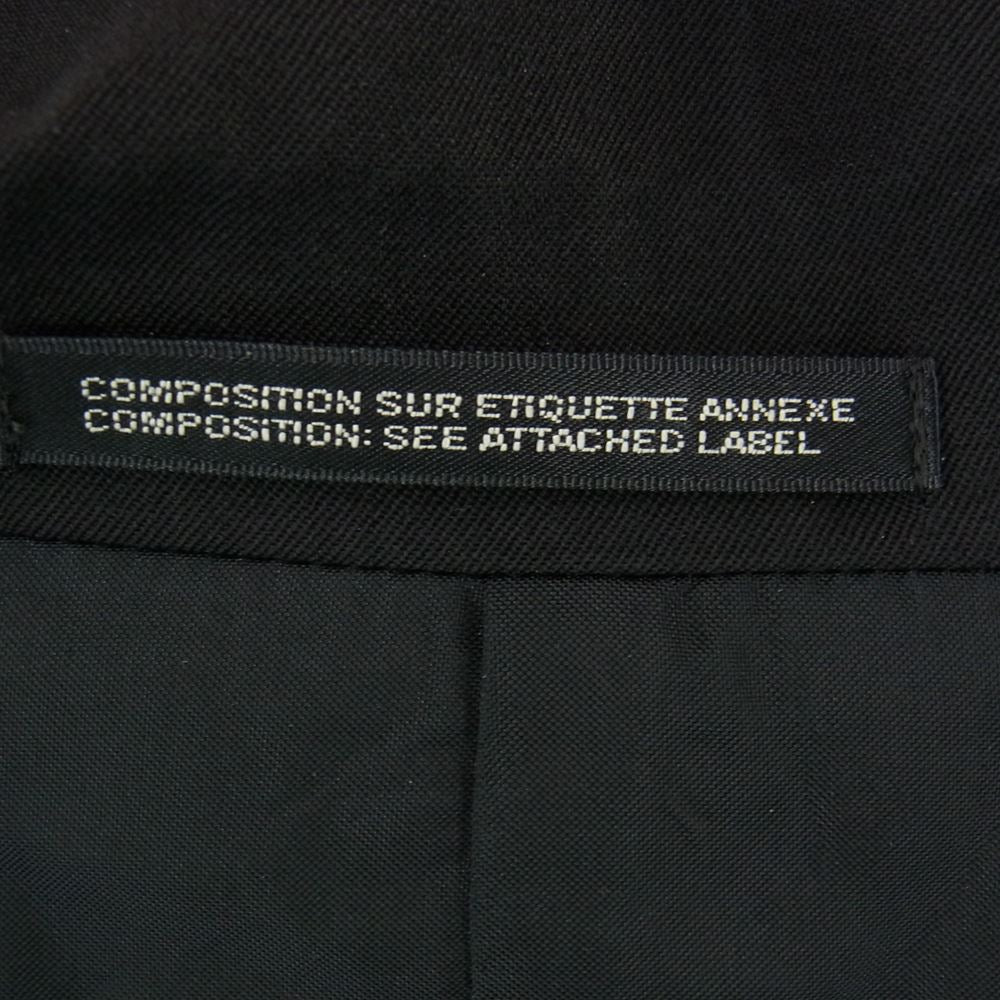 COMPOSITION SUR ETIQUETTE ANNEXE
COMPOSITION: SEE ATTACHED LABEL